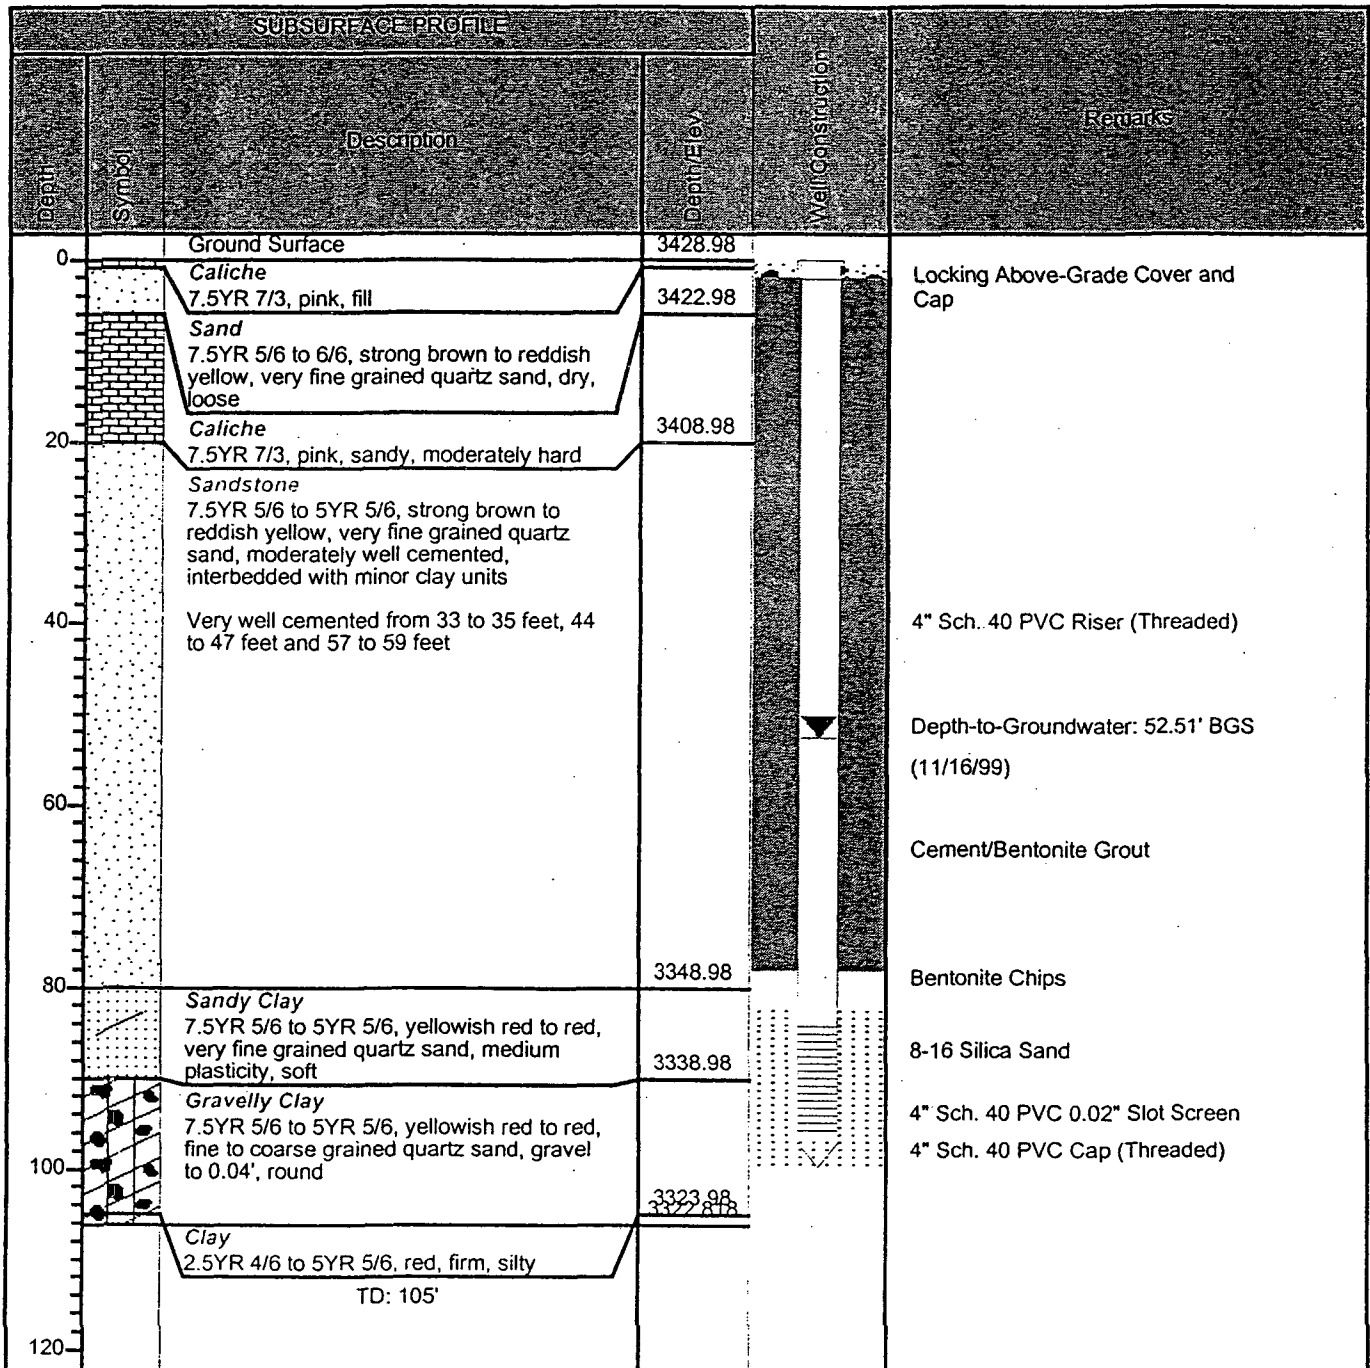 SUBSURFACE PROFILE
Depth
Symbol
Description
Depth/Elev
Well Construction
Remarks
0
Ground Surface
3428.98
Caliche
7.5YR 7/3, pink, fill
3422.98
Locking Above-Grade Cover and
Cap
Sand
7.5YR 5/6 to 6/6, strong brown to reddish
yellow, very fine grained quartz sand, dry,
loose
Caliche
3408.98
20
7.5YR 7/3, pink, sandy, moderately hard
Sandstone
7.5YR 5/6 to 5YR 5/6, strong brown to
reddish yellow, very fine grained quartz
sand, moderately well cemented,
interbedded with minor clay units
40
Very well cemented from 33 to 35 feet, 44
to 47 feet and 57 to 59 feet
4" Sch. 40 PVC Riser (Threaded)
Depth-to-Groundwater: 52.51' BGS
(11/16/99)
60
Cement/Bentonite Grout
3348.98
Bentonite Chips
80
Sandy Clay
7.5YR 5/6 to 5YR 5/6, yellowish red to red,
very fine grained quartz sand, medium
plasticity, soft
3338.98
8-16 Silica Sand
Gravelly Clay
7.5YR 5/6 to 5YR 5/6, yellowish red to red,
fine to coarse grained quartz sand, gravel
to 0.04', round
4" Sch. 40 PVC 0.02" Slot Screen
4" Sch. 40 PVC Cap (Threaded)
100
3323.98
3322.818
Clay
2.5YR 4/6 to 5YR 5/6, red, firm, silty
TD: 105'
120